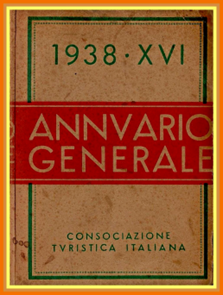 1938 · XVI
ANNVARIO
GENERALE
CONSOCIAZIONE
TVRISTICA ITALIANA